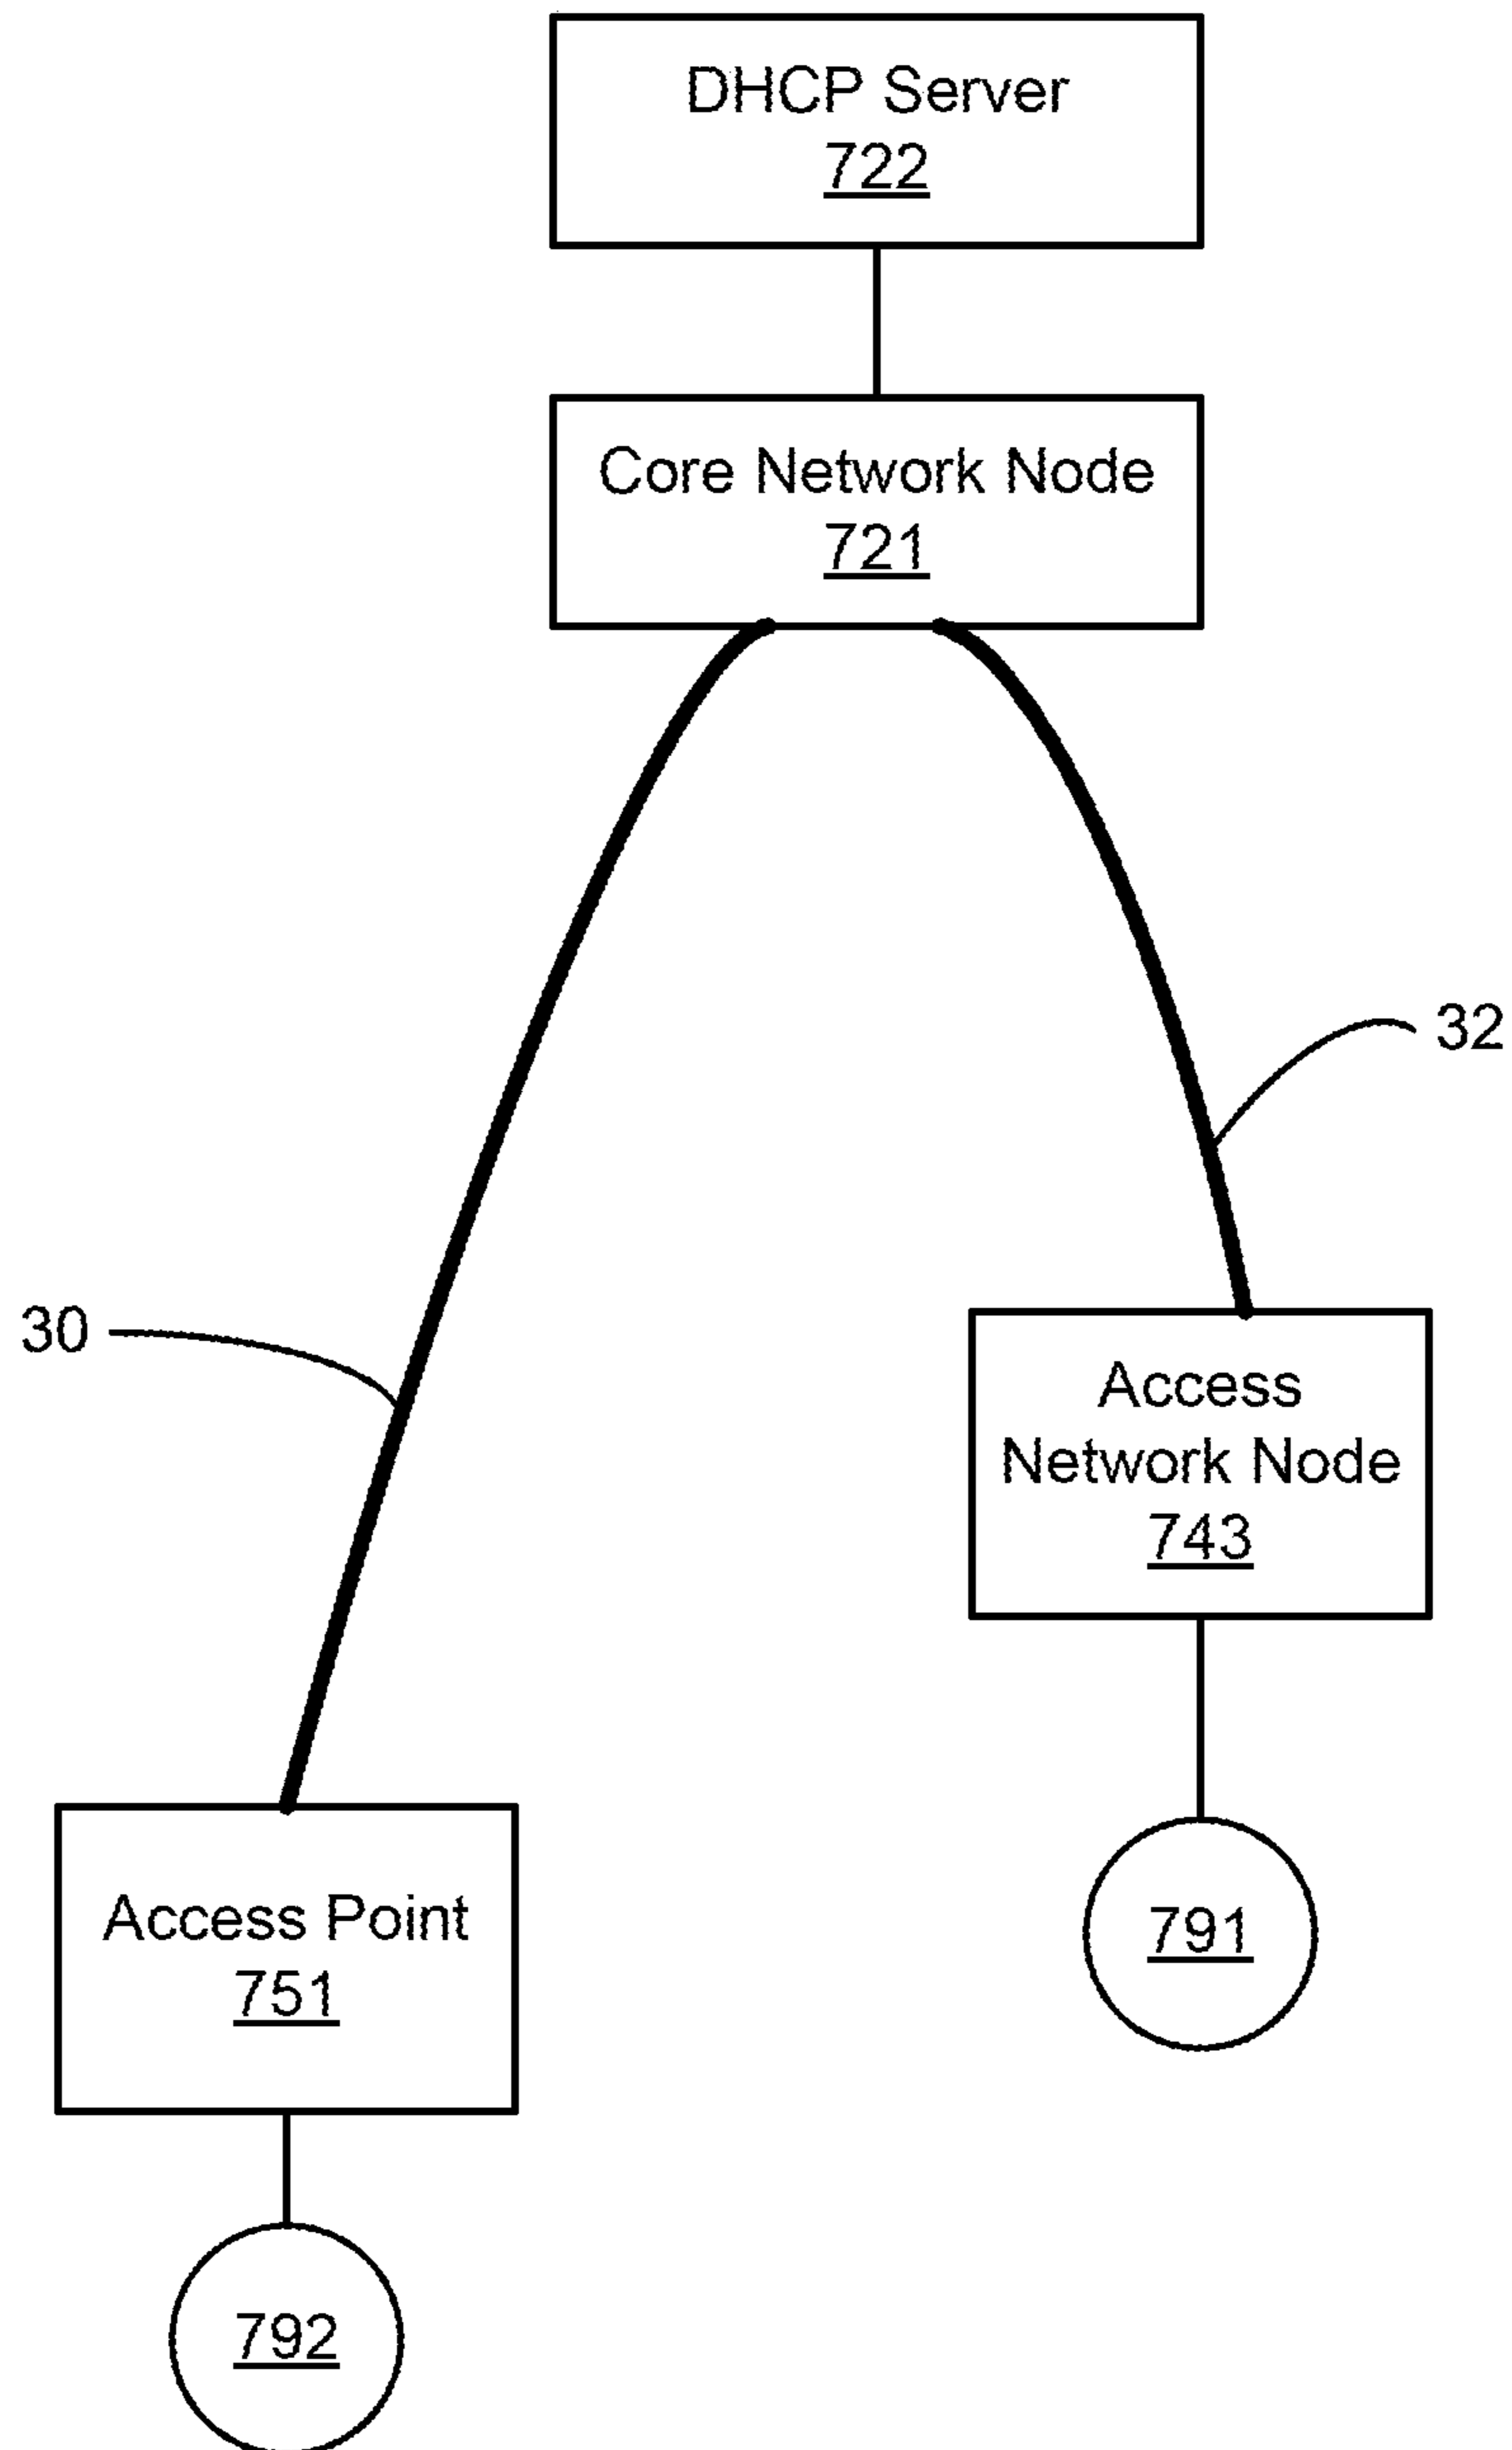 DHCP Server
722
Core Network Node
721
32
30
Access
Network Node
743
Access Point
751
791
792